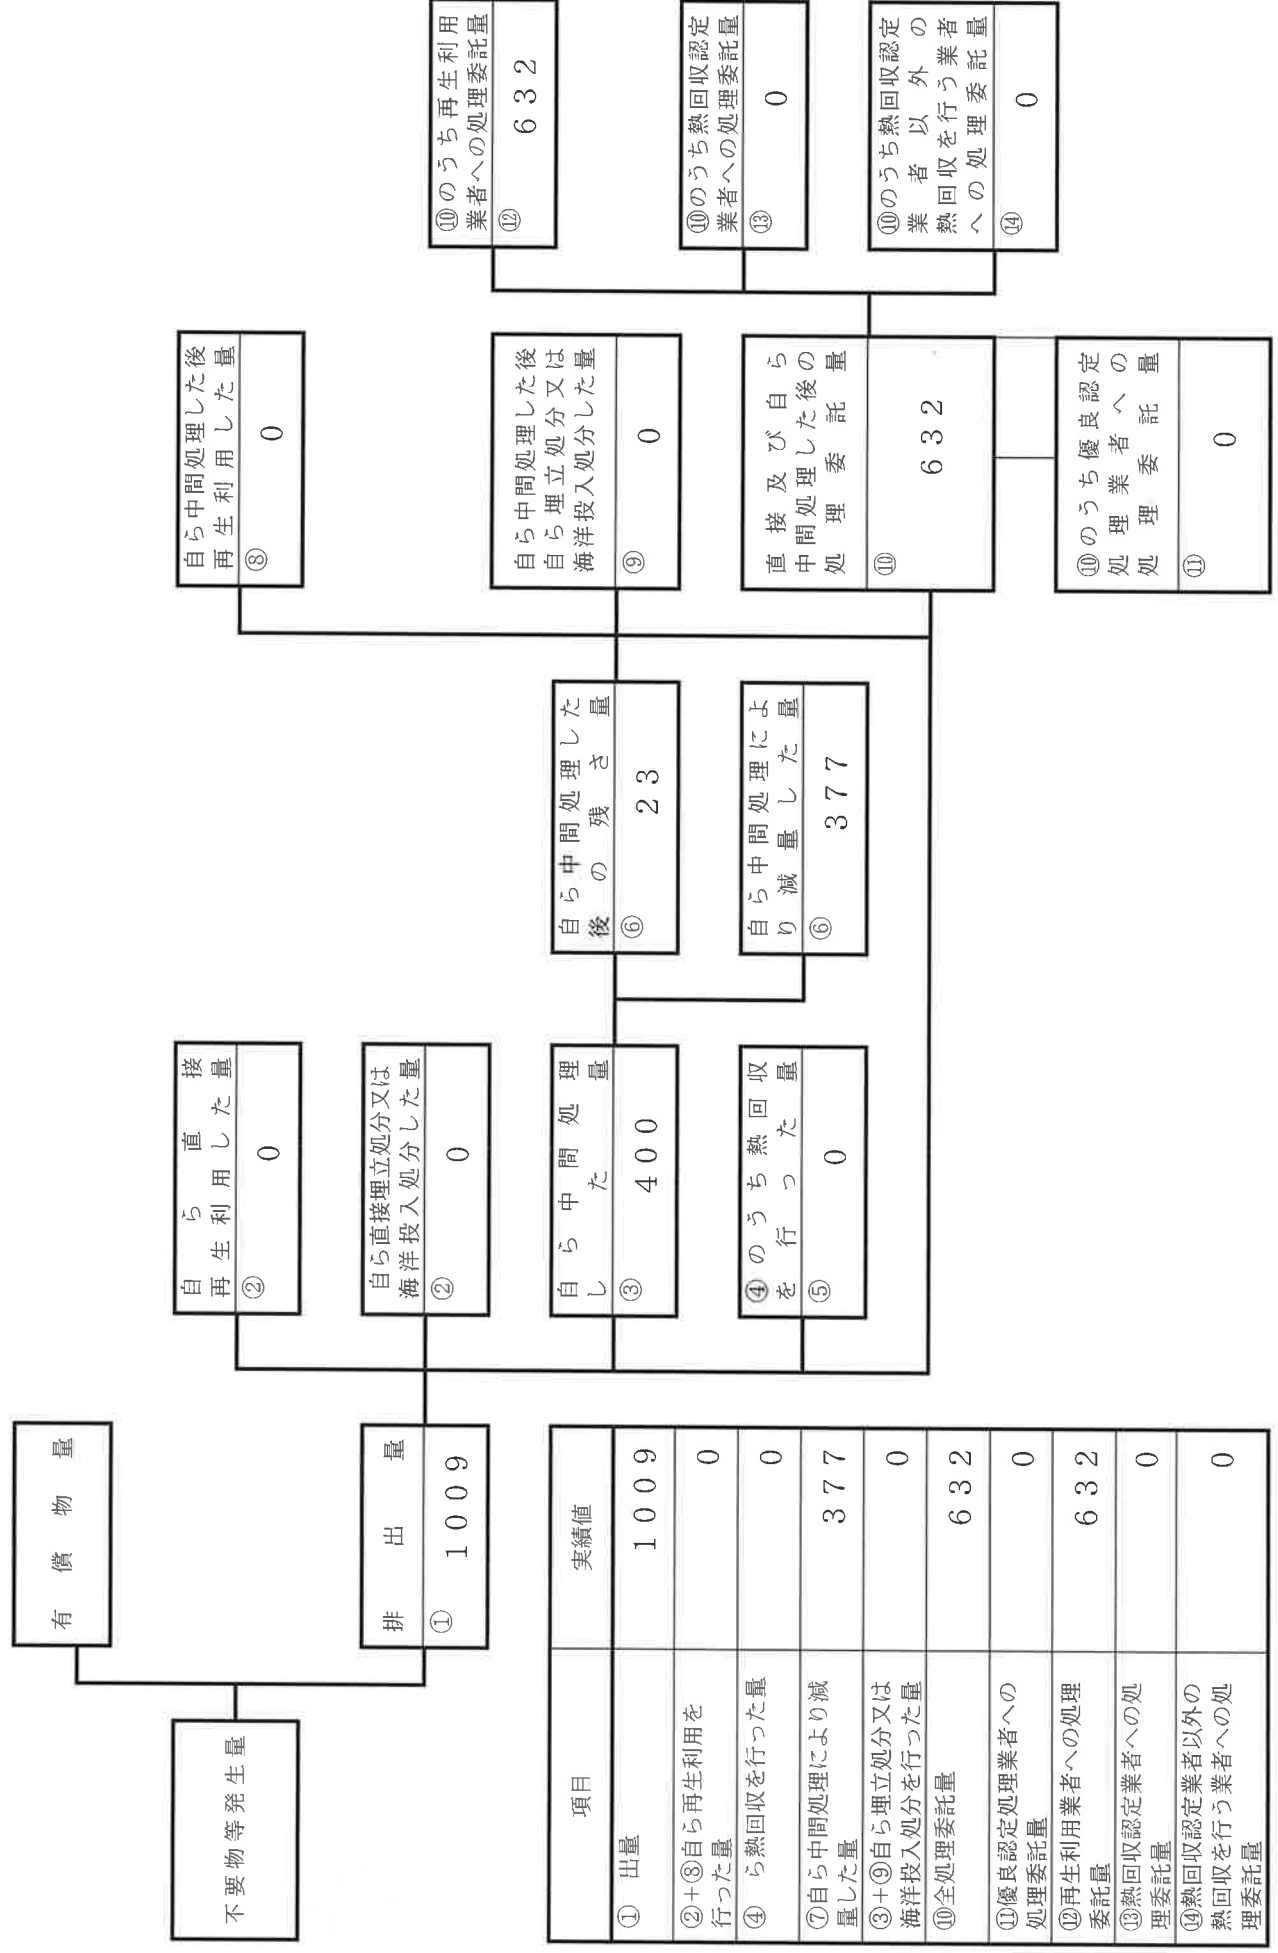 有償物量
不要物等発生量
排出量
① 1009
自ら直接
再生利用した量
② 0
自ら直接埋立処分又は
海洋投入処分した量
② 0
自ら中間処理
した量
③ 400
④のうち熱回収
を行った量
⑤ 0
自ら中間処理した
後の残さ量
⑥ 23
自ら中間処理によ
り減量した量
⑥ 377
自ら中間処理した後
再生利用した量
⑧ 0
自ら中間処理した後
自ら埋立処分又は
海洋投入処分した量
⑨ 0
直接及び自ら
中間処理した後の
処理委託量
⑩ 632
⑩のうち優良認定
処理業者への
処理委託量
⑪ 0
⑩のうち再生利用
業者への処理委託量
⑫ 632
⑩のうち熱回収認定
業者への処理委託量
⑬ 0
⑩のうち熱回収認定
業者以外の
熱回収を行う業者
への処理委託量
⑭ 0
項目 実績値
① 出量 1009
②+⑧自ら再生利用を
行った量 0
④ ら熱回収を行った量 0
⑦自ら中間処理により減
量した量 377
③+⑨自ら埋立処分又は
海洋投入処分を行った量 0
⑩全処理委託量 632
⑪優良認定処理業者への
処理委託量 0
⑫再生利用業者への処理
委託量 632
⑬熱回収認定業者への処
理委託量 0
⑭熱回収認定業者以外の
熱回収を行う業者への処
理委託量 0